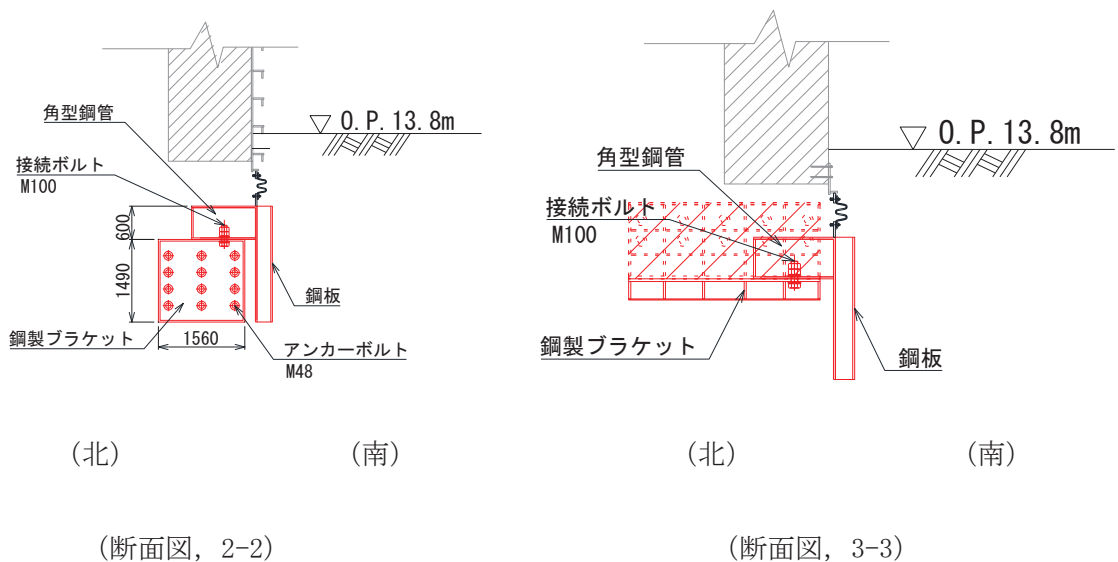 角型鋼管
O.P.13.8m
接続ボルト
M100
600
1490
鋼板
鋼製ブラケット
1560
アンカーボルト
M48
(北)
(南)
(断面図, 2-2)
O.P.13.8m
角型鋼管
接続ボルト
M100
鋼製ブラケット
鋼板
(北)
(南)
(断面図, 3-3)